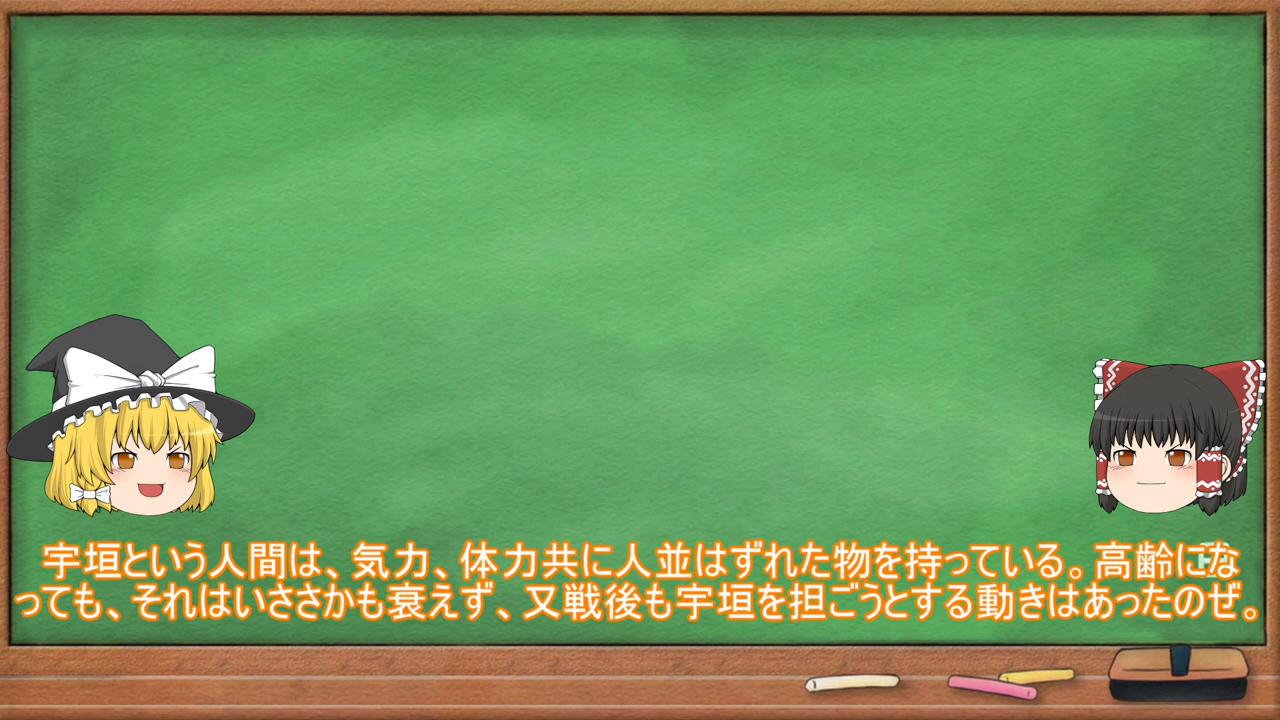 宇垣という人間は、気力、体力共に人並はずれた物を持っている。高齢にな
っても、それはいささかも衰えず、又戦後も宇垣を担ごうとする動きはあったのぜ。